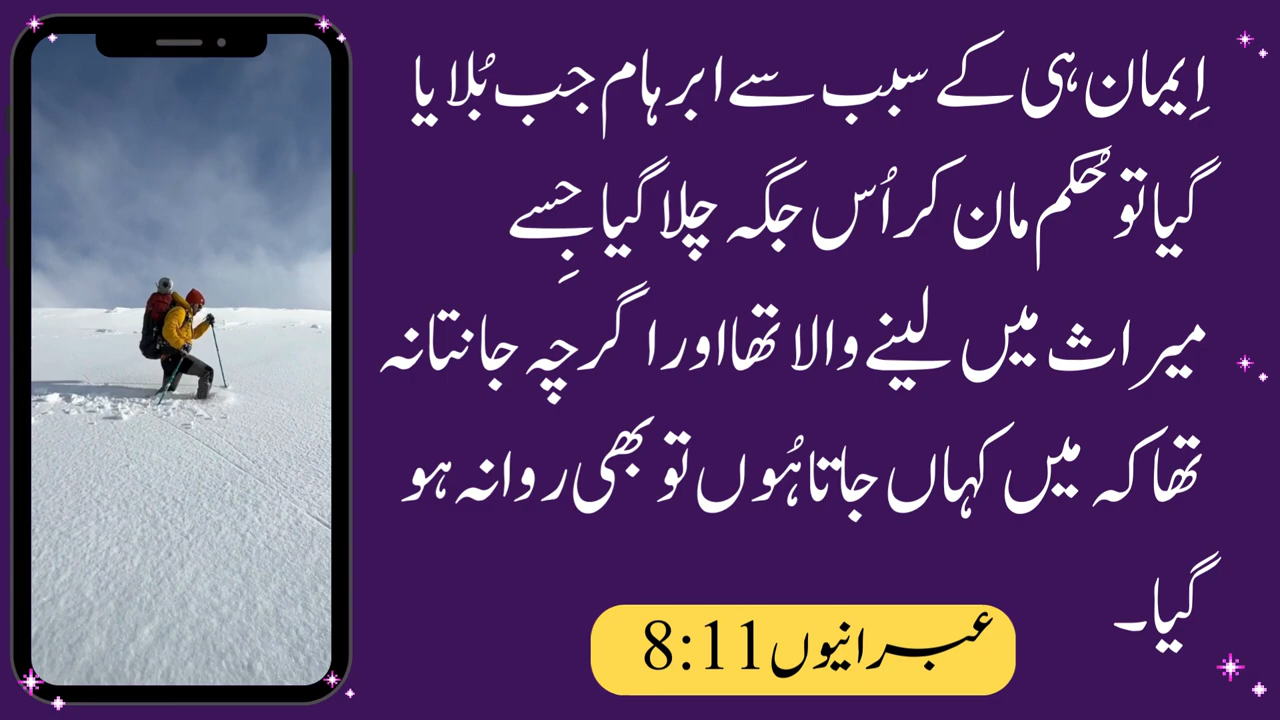 اِیمان ہی کے سبب سے ابرہام جب بُلایا
گیا تو حُکم مان کر اُس جگہ چلا گیا جِسے
میراث میں لینے والا تھا اور اگرچہ جانتا نہ
تھا کہ میں کہاں جاتا ہُوں تو بھی روانہ ہو
گیا۔
عبرانیوں 8:11